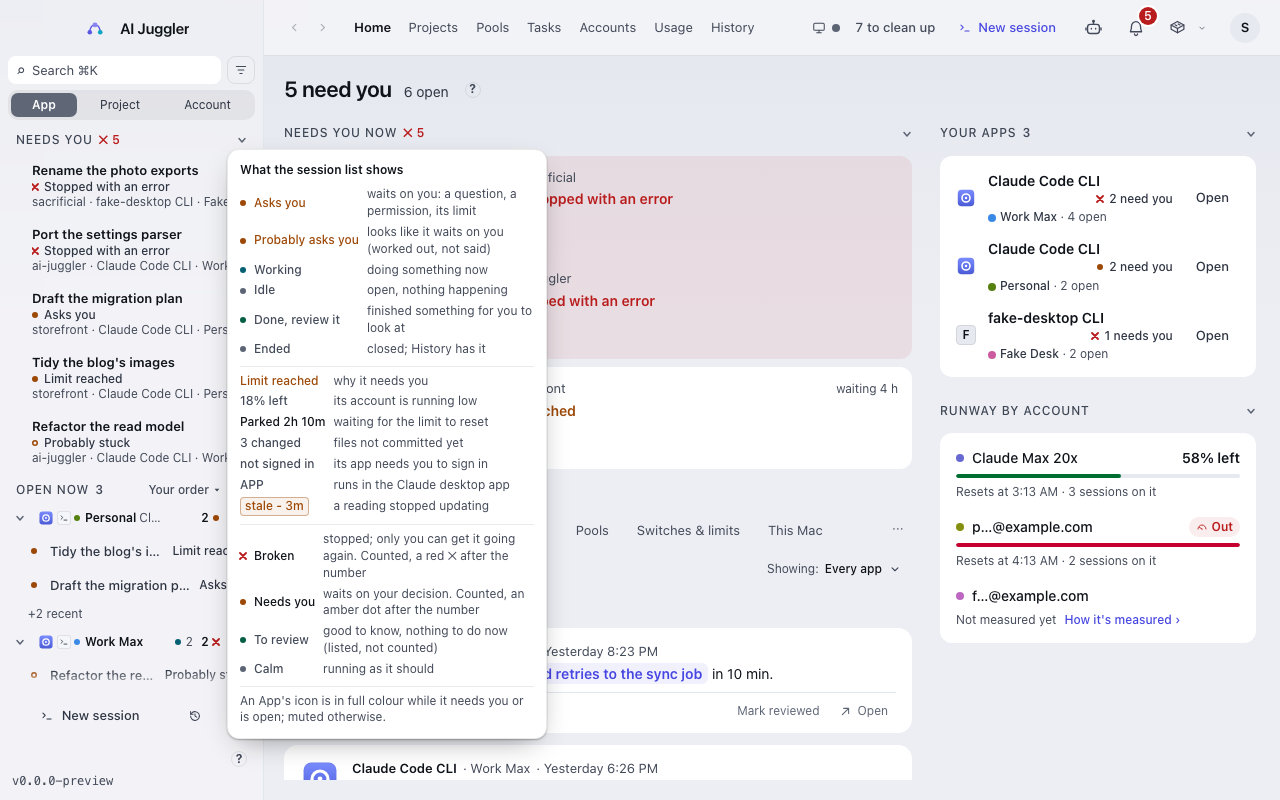 AI Juggler
Search ⌘K
App Project Account
NEEDS YOU ✕ 5
Rename the photo exports
Stopped with an error
sacrificial · fake-desktop CLI · Fake
Port the settings parser
Stopped with an error
ai-juggler · Claude Code CLI · Work
Draft the migration plan
Asks you
storefront · Claude Code CLI · Pers
Tidy the blog's images
Limit reached
storefront · Claude Code CLI · Pers
Refactor the read model
Probably stuck
ai-juggler · Claude Code CLI · Work
OPEN NOW 3 Your order
Personal Cl... 2
Tidy the blog's i... Limit reac
Draft the migration p... Asks
+2 recent
Work Max 2 2
Refactor the re... Probably st
New session
?
v0.0.0-preview
Home Projects Pools Tasks Accounts Usage History
7 to clean up New session 5 S
5 need you 6 open ?
NEEDS YOU NOW ✕ 5
ficial
pped with an error
gler
ped with an error
ont waiting 4 h
ched
Pools Switches & limits This Mac ...
Showing: Every app
Yesterday 8:23 PM
d retries to the sync job in 10 min.
Mark reviewed Open
Claude Code CLI · Work Max · Yesterday 6:26 PM
What the session list shows
Asks you waits on you: a question, a
permission, its limit
Probably asks you looks like it waits on you
(worked out, not said)
Working doing something now
Idle open, nothing happening
Done, review it finished something for you to
look at
Ended closed; History has it
Limit reached why it needs you
18% left its account is running low
Parked 2h 10m waiting for the limit to reset
3 changed files not committed yet
not signed in its app needs you to sign in
APP runs in the Claude desktop app
stale - 3m a reading stopped updating
Broken stopped; only you can get it going
again. Counted, a red ✕ after the
number
Needs you waits on your decision. Counted, an
amber dot after the number
To review good to know, nothing to do now
(listed, not counted)
Calm running as it should
An App's icon is in full colour while it needs you or
is open; muted otherwise.
YOUR APPS 3
Claude Code CLI
2 need you Open
Work Max · 4 open
Claude Code CLI
2 need you Open
Personal · 2 open
F
fake-desktop CLI
1 needs you Open
Fake Desk · 2 open
RUNWAY BY ACCOUNT
Claude Max 20x 58% left
Resets at 3:13 AM · 3 sessions on it
p...@example.com Out
Resets at 4:13 AM · 2 sessions on it
f...@example.com
Not measured yet How it's measured ›